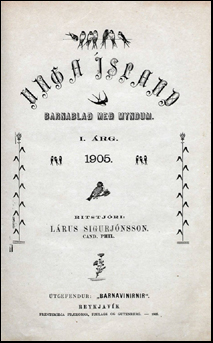 UNGA ÍSLAND
BARNABLAÐ MEÐ MYNDUM.
I. ÁRG.
1905.
RITSTJÓRI:
LÁRUS SIGURJÓNSSON.
CAND. PHIL.
ÚTGEFENDUR: „BARNAVINIRNIR“.
REYKJAVÍK